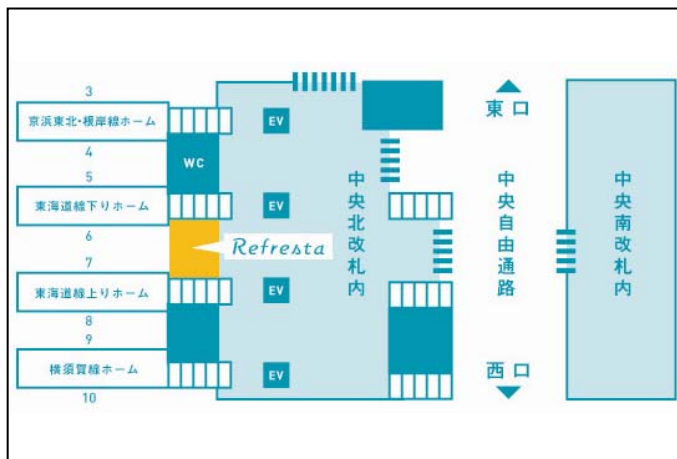 3
京浜東北・根岸線ホーム
4
WC
5
東海道線下りホーム
6
7
東海道線上りホーム
8
9
横須賀線ホーム
10
EV
EV
EV
EV
Refresta
中央北改札内
東口
中央自由通路
西口
中央南改札内